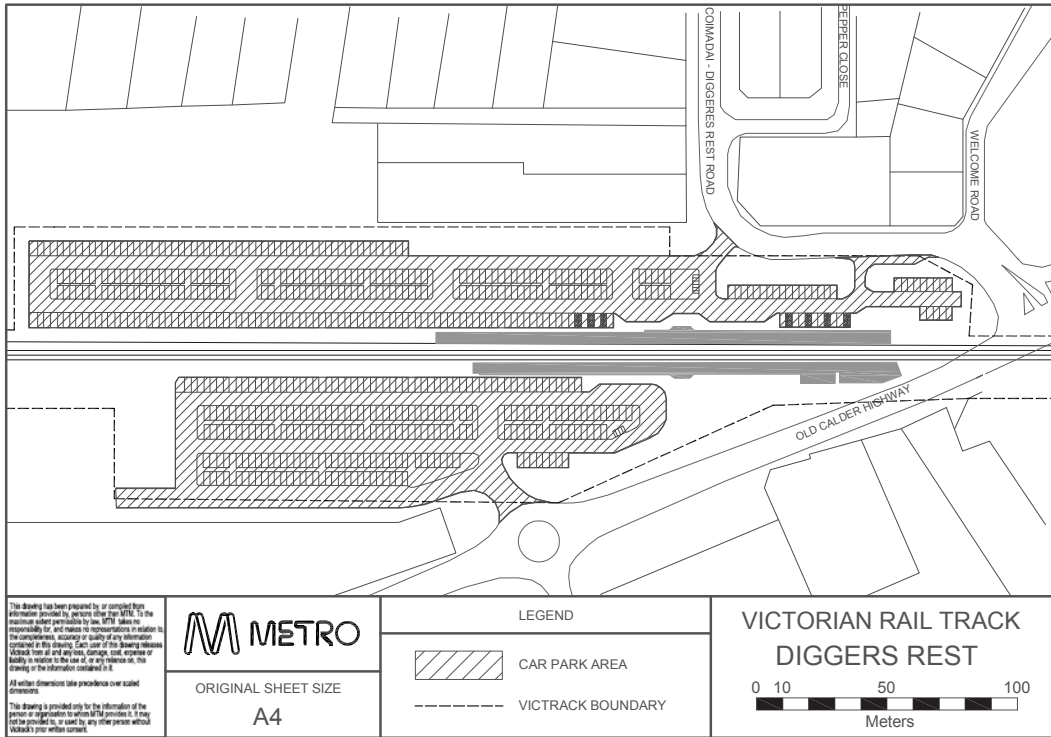 COIMADAI - DIGGERES REST ROAD
PEPPER CLOSE
WELCOME ROAD
OLD CALDER HIGHWAY
This drawing has been prepared by, or compiled from
information provided by, persons other than MTM. To the
maximum extent permissible by law, MTM takes no
responsibility for, and makes no representations in relation to,
the completeness, accuracy or quality of any information
contained in this drawing. Each user of this drawing releases
Victrack from all and any loss, damage, cost, expense or
liability in relation to the use of, or any reliance on, this
drawing or the information contained in it.
All written dimensions take precedence over scaled
dimensions.
This drawing is provided only for the information of the
person or organisation to whom MTM provides it. It may
not be provided to, or used by, any other person without
Victrack's prior written consent.
METRO
ORIGINAL SHEET SIZE
A4
LEGEND
CAR PARK AREA
VICTRACK BOUNDARY
VICTORIAN RAIL TRACK
DIGGERS REST
0 10 50 100
Meters